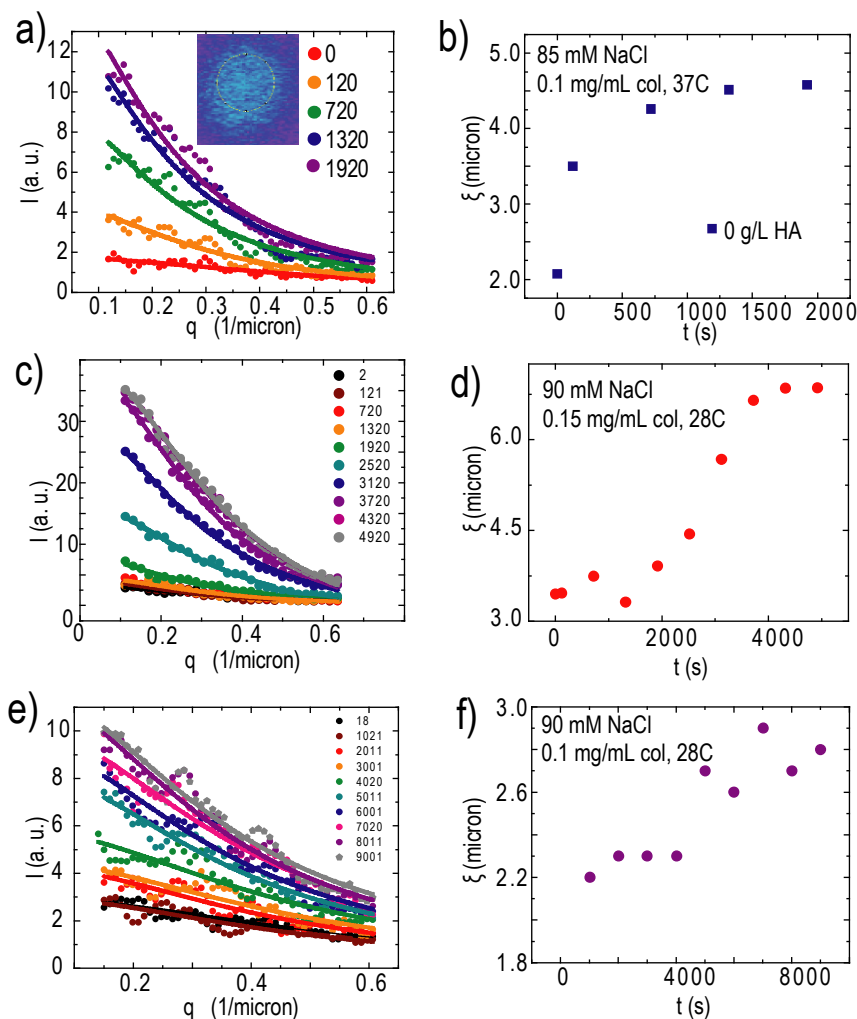 a)
I (a. u.)
12
10
8
6
4
2
0
0
120
720
1320
1920
0.1 0.2 0.3 0.4 0.5 0.6
q (1/micron)
b)
ξ (micron)
5.0
4.0
3.0
2.0
85 mM NaCl
0.1 mg/mL col, 37C
0 g/L HA
0 500 1000 1500 2000
t (s)
c)
I (a. u.)
30
20
10
0
2
121
720
1320
1920
2520
3120
3720
4320
4920
0 0.2 0.4 0.6
q (1/micron)
d)
ξ (micron)
6.0
4.5
3.0
90 mM NaCl
0.15 mg/mL col, 28C
0 2000 4000
t (s)
e)
I (a. u.)
10
8
6
4
2
0
18
1021
2011
3001
4020
5011
6001
7020
8011
9001
0.2 0.4 0.6
q (1/micron)
f)
ξ (micron)
3.0
2.6
2.2
1.8
90 mM NaCl
0.1 mg/mL col, 28C
0 4000 8000
t (s)